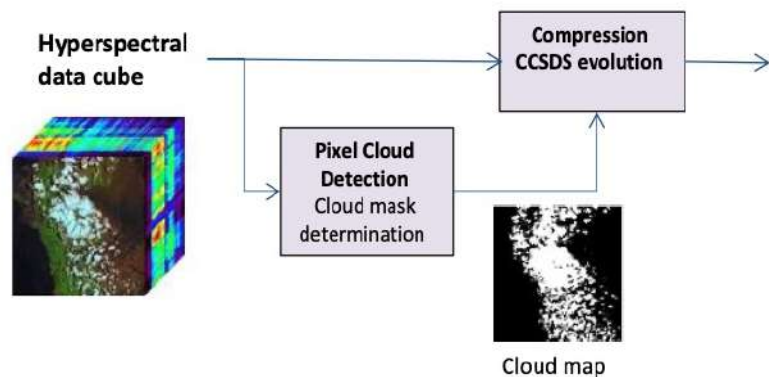 Hyperspectral
data cube
Compression
CCSDS evolution
Pixel Cloud
Detection
Cloud mask
determination
Cloud map